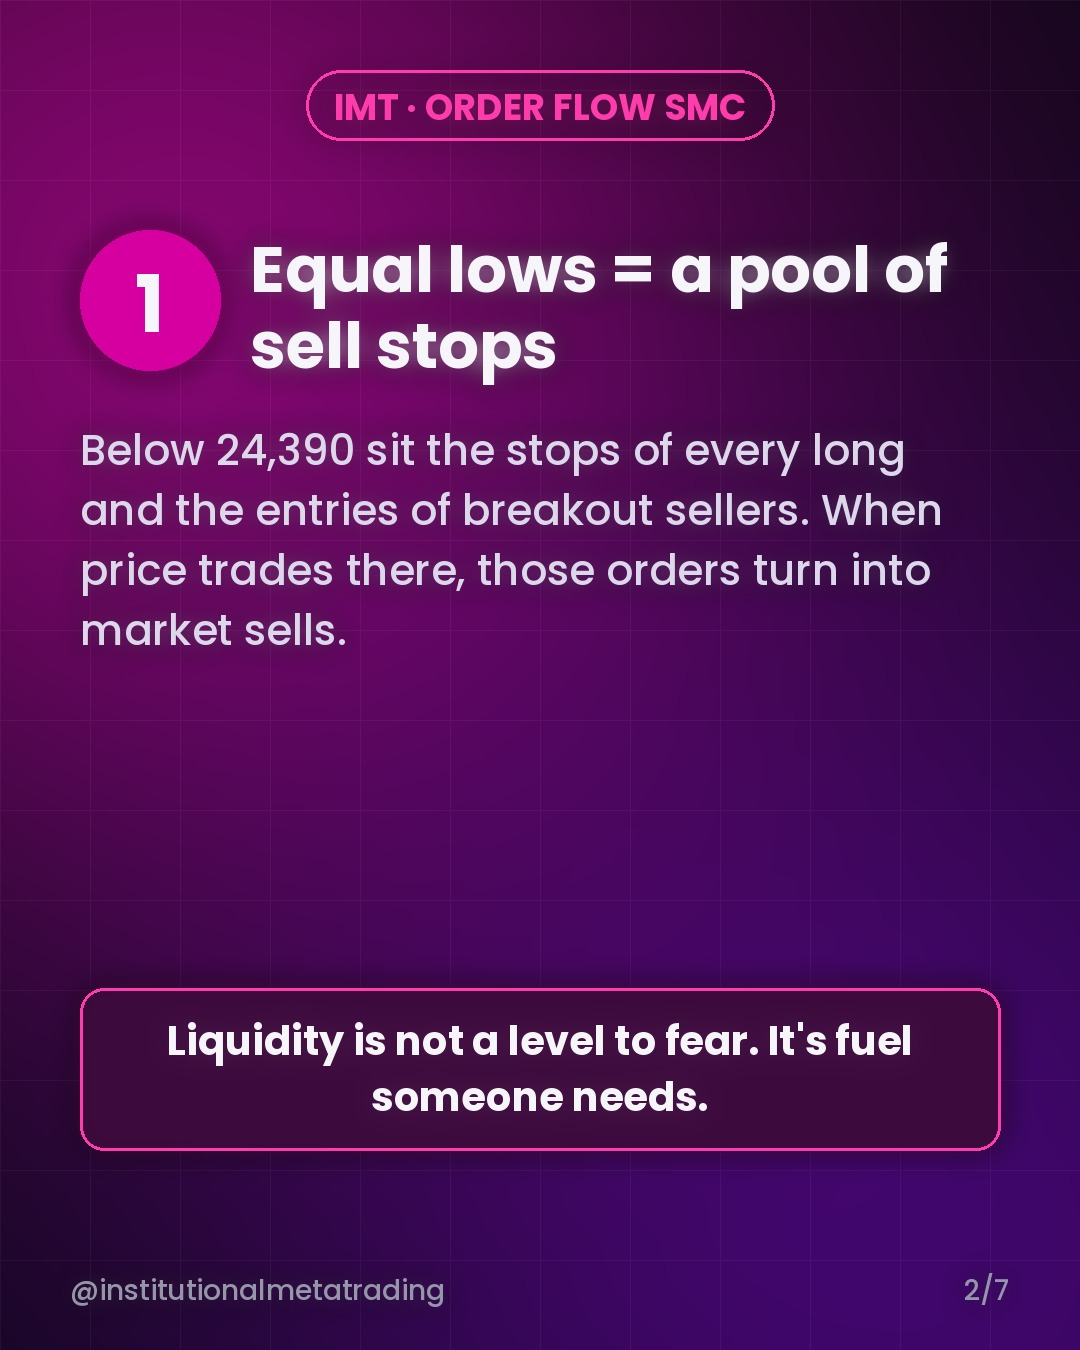 IMT · ORDER FLOW SMC
1
Equal lows = a pool of
sell stops
Below 24,390 sit the stops of every long
and the entries of breakout sellers. When
price trades there, those orders turn into
market sells.
Liquidity is not a level to fear. It's fuel
someone needs.
@institutionalmetatrading
2/7